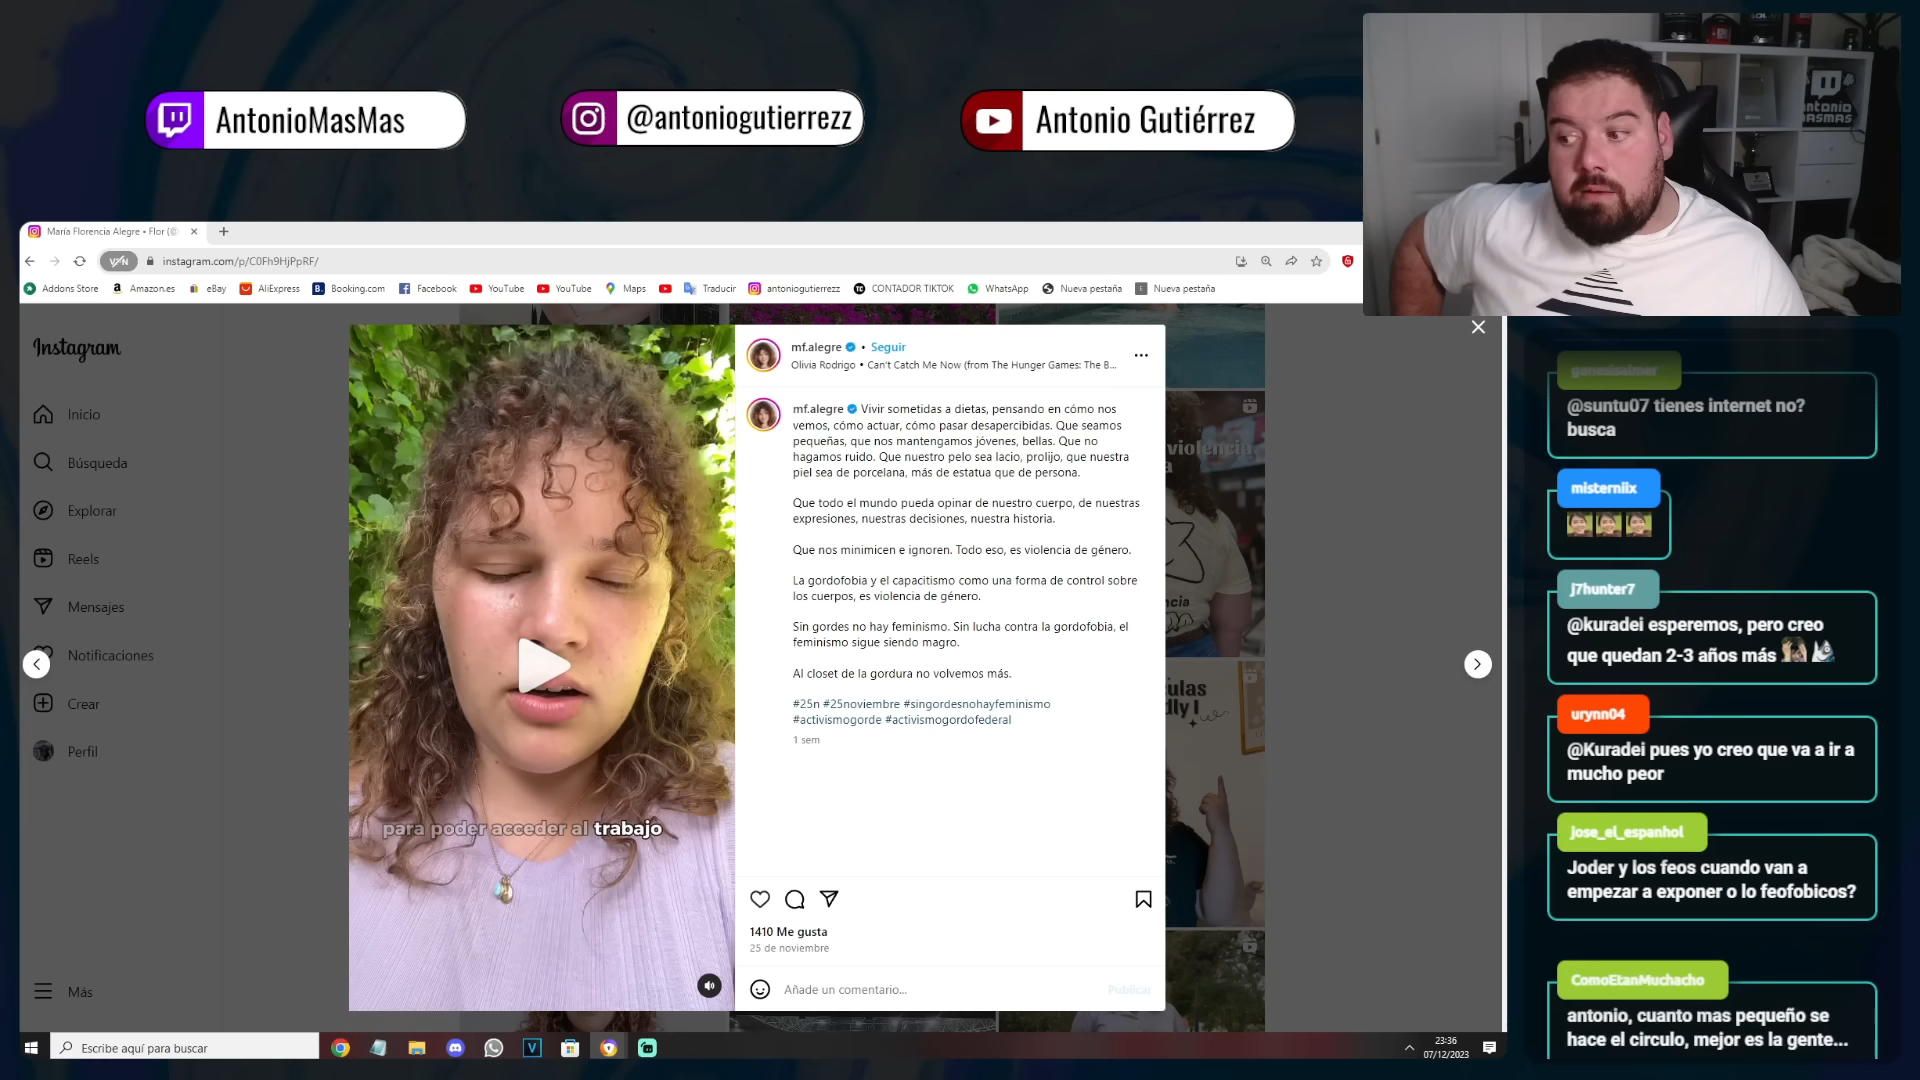 AntonioMasMas
@antoniogutierrezz
Antonio Gutiérrez
antonio
María Florencia Alegre • Flor (@
instagram.com/p/C0Fh9HjPpRF/
Addons Store
Amazon.es
eBay
AliExpress
Booking.com
Facebook
YouTube
YouTube
Maps
Traducir
antoniogutierrezz
CONTADOR TIKTOK
WhatsApp
Nueva pestaña
Nueva pestaña
Instagram
Inicio
Búsqueda
Explorar
Reels
Mensajes
Notificaciones
Crear
Perfil
Más
para poder acceder al trabajo
mf.alegre • Seguir
Olivia Rodrigo • Can't Catch Me Now (from The Hunger Games: The B...
mf.alegre Vivir sometidas a dietas, pensando en cómo nos
vemos, cómo actuar, cómo pasar desapercibidas. Que seamos
pequeñas, que nos mantengamos jóvenes, bellas. Que no
hagamos ruido. Que nuestro pelo sea lacio, prolijo, que nuestra
piel sea de porcelana, más de estatua que de persona.
Que todo el mundo pueda opinar de nuestro cuerpo, de nuestras
expresiones, nuestras decisiones, nuestra historia.
Que nos minimicen e ignoren. Todo eso, es violencia de género.
La gordofobia y el capacitismo como una forma de control sobre
los cuerpos, es violencia de género.
Sin gordes no hay feminismo. Sin lucha contra la gordofobia, el
feminismo sigue siendo magro.
Al closet de la gordura no volvemos más.
#25n #25noviembre #singordesnohayfeminismo
#activismogorde #activismogordofederal
1 sem
1410 Me gusta
25 de noviembre
Añade un comentario...
Publicar
violencia
ulas
dly I
@suntu07 tienes internet no?
busca
misterniix
j7hunter7
@kuradei esperemos, pero creo
que quedan 2-3 años más
urynn04
@Kuradei pues yo creo que va a ir a
mucho peor
jose_el_espanhol
Joder y los feos cuando van a
empezar a exponer o lo feofobicos?
ComoEtanMuchacho
antonio, cuanto mas pequeño se
hace el circulo, mejor es la gente...
Escribe aquí para buscar
23:36
07/12/2023